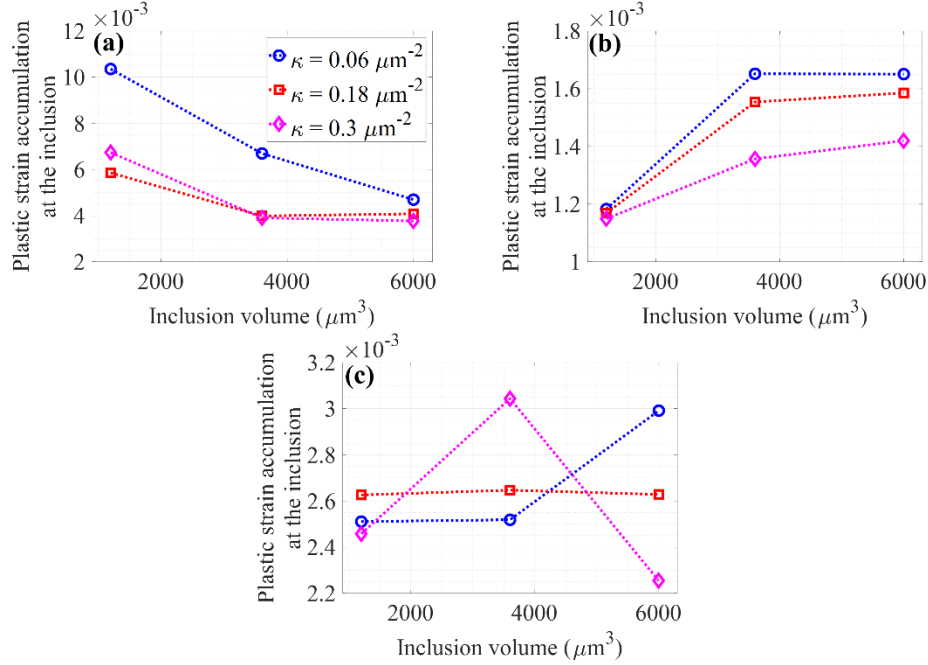 ×10⁻³
12
10
8
6
4
2
(a)
κ = 0.06 μm⁻²
κ = 0.18 μm⁻²
κ = 0.3 μm⁻²
Plastic strain accumulation
at the inclusion
2000 4000 6000
Inclusion volume (μm³)
×10⁻³
1.8
1.6
1.4
1.2
1
(b)
Plastic strain accumulation
at the inclusion
2000 4000 6000
Inclusion volume (μm³)
×10⁻³
3.2
3
2.8
2.6
2.4
2.2
(c)
Plastic strain accumulation
at the inclusion
2000 4000 6000
Inclusion volume (μm³)